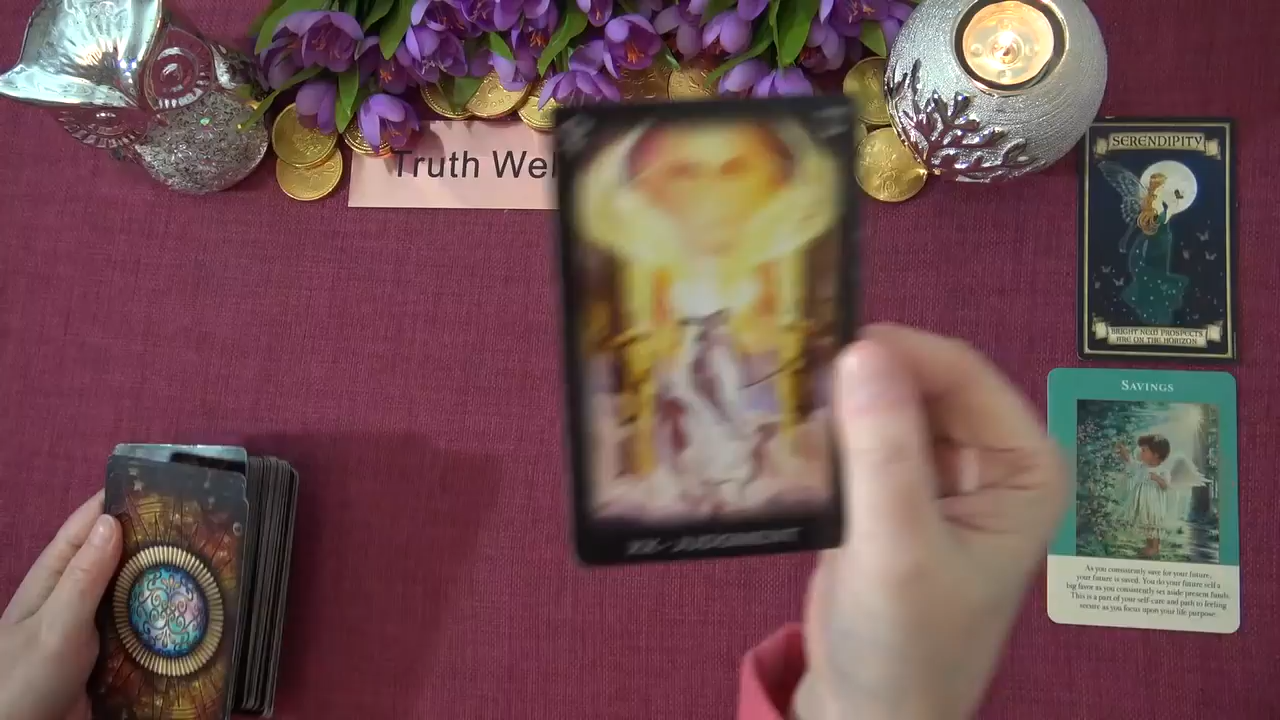 Truth Wel
SERENDIPITY
BRIGHT NEW PROSPECTS
ARE ON THE HORIZON
SAVINGS
As you consistently save for your future,
your future is saved. You do your future self a
big favor as you consistently set aside present funds.
This is a part of your self-care and path to feeling
secure as you focus upon your life purpose.
XX- JUDGMENT